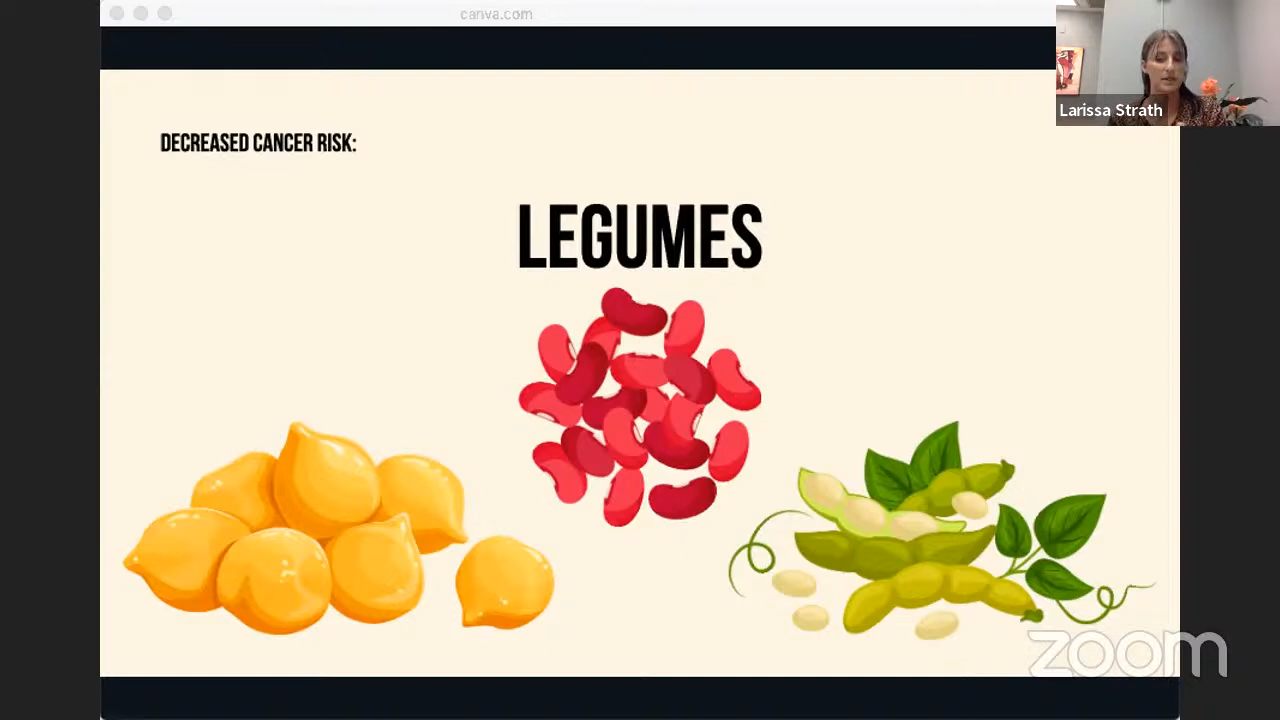 canva.com
Larissa Strath
DECREASED CANCER RISK:
LEGUMES
zoom